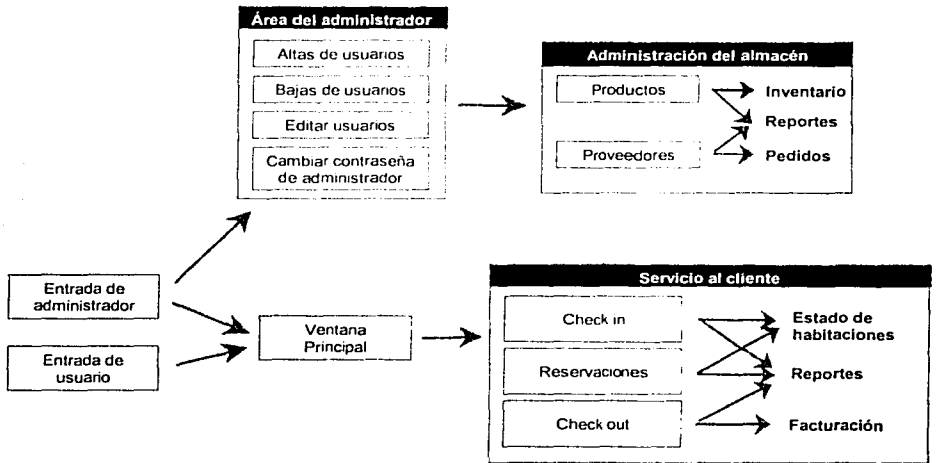 Área del administrador
Altas de usuarios
Bajas de usuarios
Editar usuarios
Cambiar contraseña
de administrador
Administración del almacén
Productos
Inventario
Reportes
Proveedores
Pedidos
Entrada de
administrador
Entrada de
usuario
Ventana
Principal
Servicio al cliente
Check in
Estado de
habitaciones
Reservaciones
Reportes
Check out
Facturación